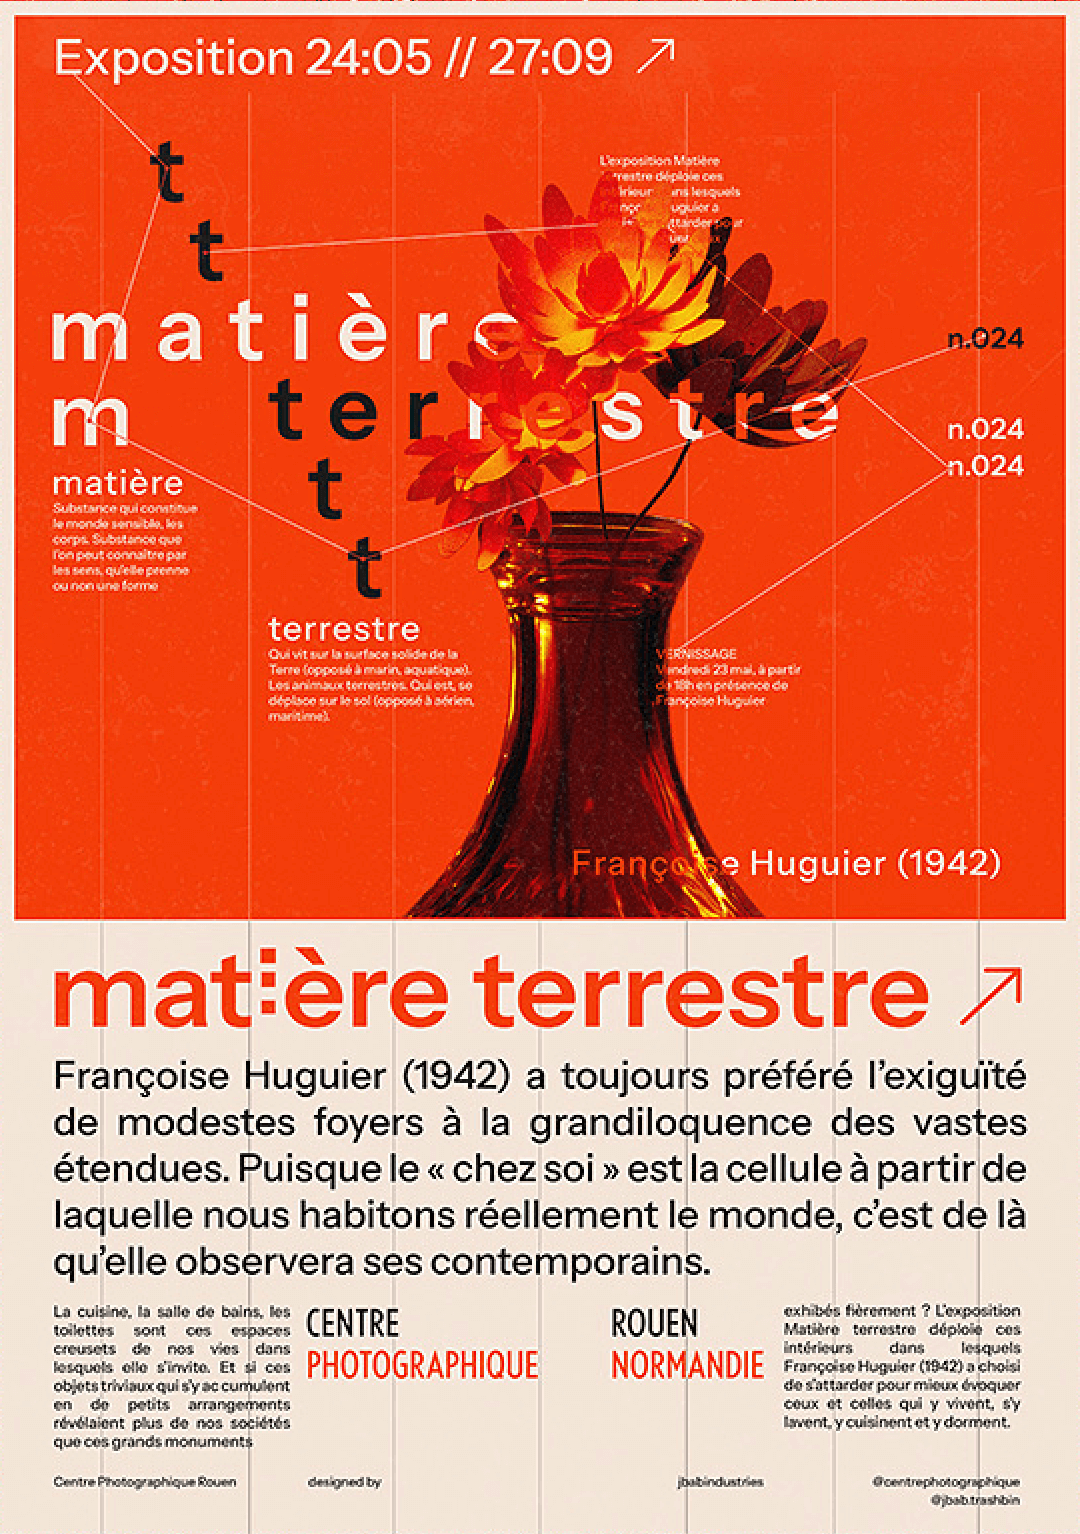 Exposition 24:05 // 27:09
t
t
L'exposition Matière
terrestre déploie ces
ns lesquels
matière
n.024
terrestre
m
n.024
n.024
t
matière
Substance qui constitue
le monde sensible, les
corps. Substance que
l'on peut connaître par
les sens, qu'elle prenne
ou non une forme
t
terrestre
Qui vit sur la surface solide de la
Terre (opposé à marin, aquatique).
Les animaux terrestres. Qui est, se
déplace sur le sol (opposé à aérien,
maritime).
VERNISSAGE
Vendredi 23 mai, à partir
de 18h en présence de
Françoise Huguier
Françoise Huguier (1942)
matière terrestre
Françoise Huguier (1942) a toujours préféré l'exiguïté
de modestes foyers à la grandiloquence des vastes
étendues. Puisque le « chez soi » est la cellule à partir de
laquelle nous habitons réellement le monde, c'est de là
qu'elle observera ses contemporains.
La cuisine, la salle de bains, les
toilettes sont ces espaces
creusets de nos vies dans
lesquels elle s'invite. Et si ces
objets triviaux qui s'y accumulent
en de petits arrangements
révélaient plus de nos sociétés
que ces grands monuments
CENTRE
PHOTOGRAPHIQUE
ROUEN
NORMANDIE
exhibés fièrement ? L'exposition
Matière terrestre déploie ces
intérieurs dans lesquels
Françoise Huguier (1942) a choisi
de s'attarder pour mieux évoquer
ceux et celles qui y vivent, s'y
lavent, y cuisinent et y dorment.
Centre Photographique Rouen
designed by
jbabindustries
@centrephotographique
@jbab.trashbin